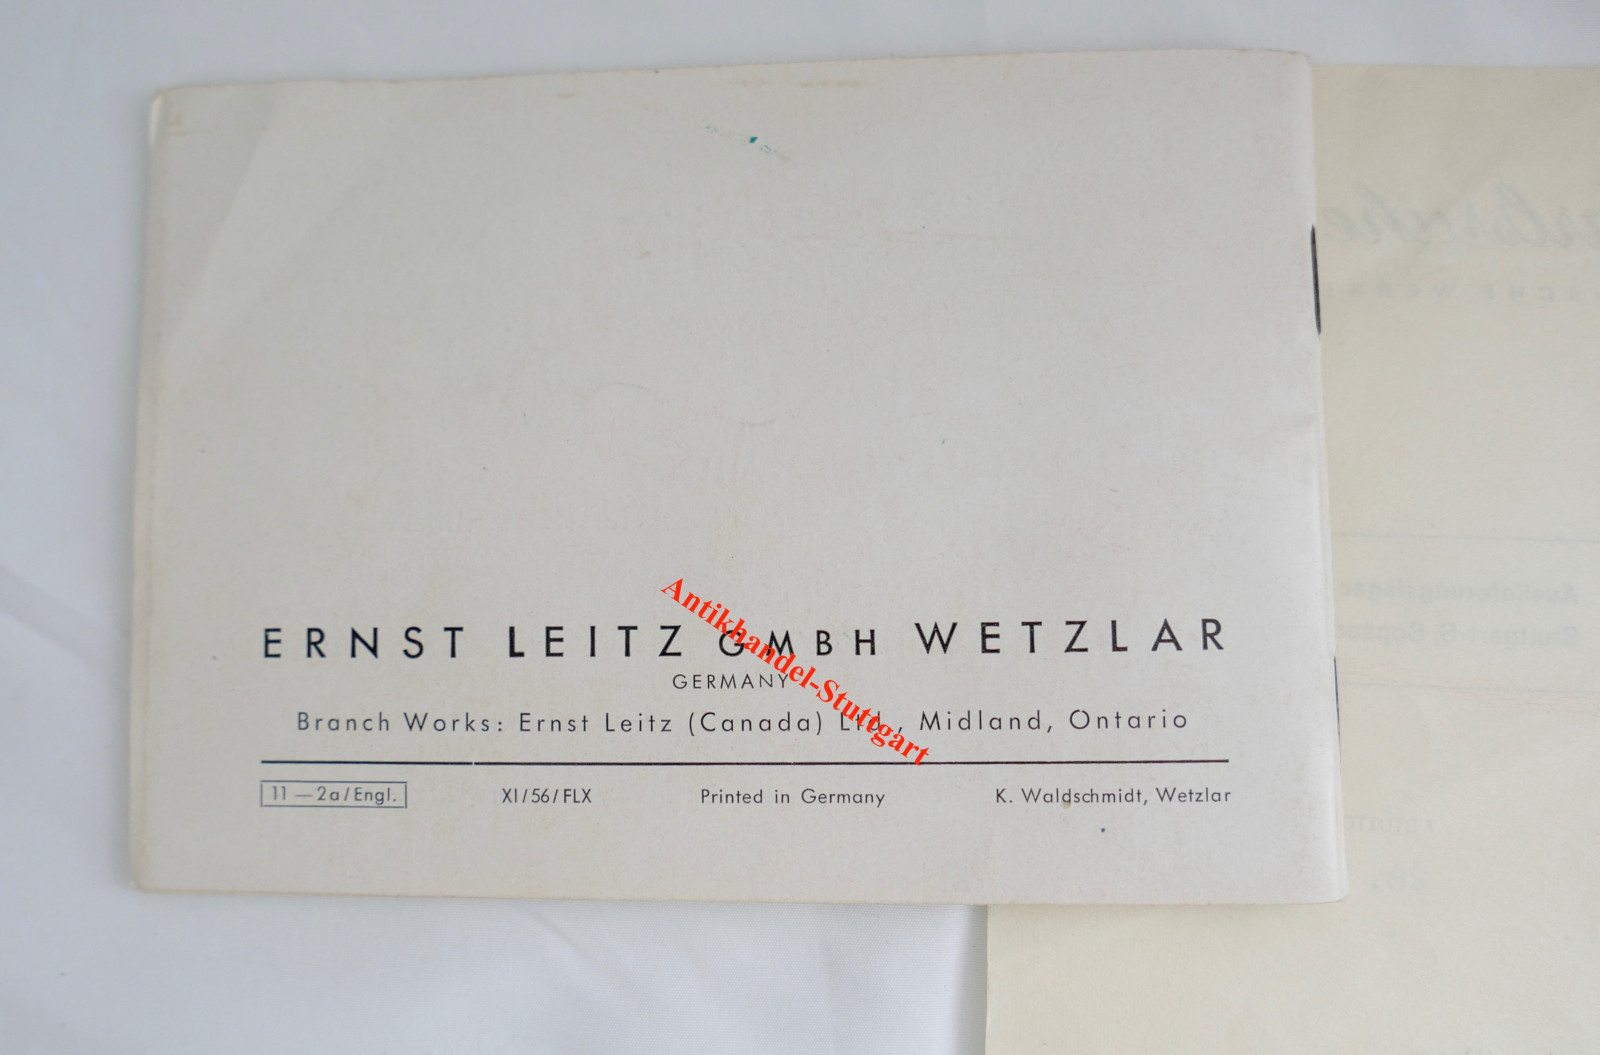 ERNST LEITZ GMBH WETZLAR
GERMANY
Branch Works: Ernst Leitz (Canada) Ltd., Midland, Ontario
11—2a/Engl.
XI/56/FLX
Printed in Germany
K. Waldschmidt, Wetzlar
Antikhandel-Stuttgart
Auslieferungslager